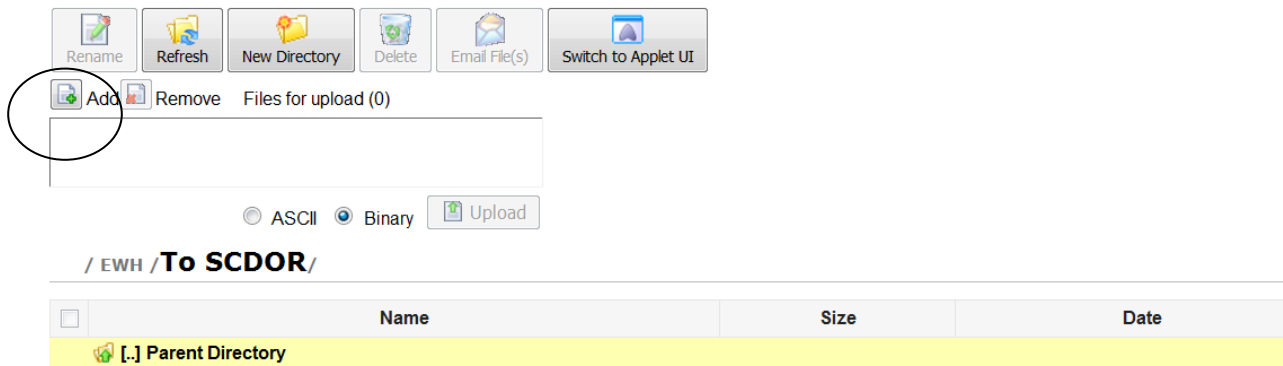 Rename Refresh New Directory Delete Email File(s) Switch to Applet UI
Add Remove Files for upload (0)
ASCII Binary Upload
/ EWH /To SCDOR/
Name Size Date
[..] Parent Directory